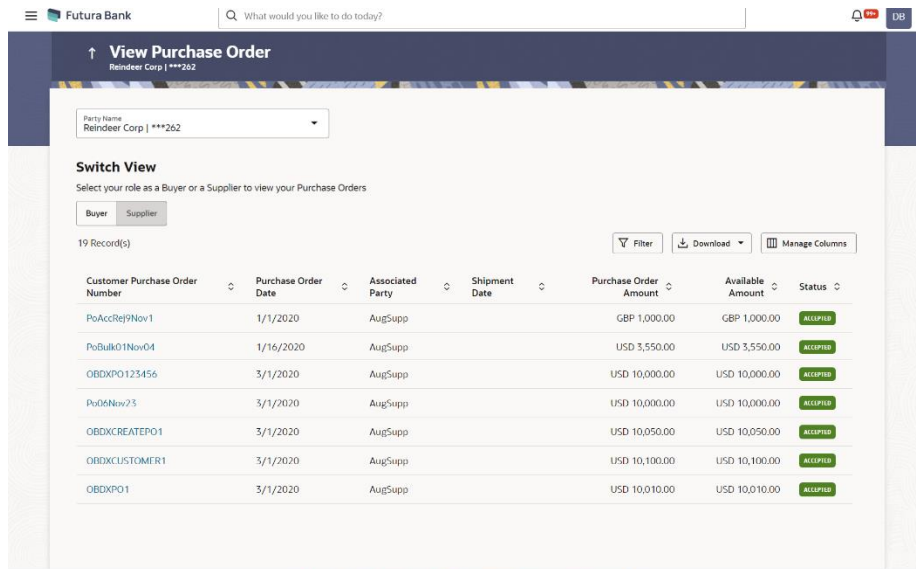 Futura Bank
What would you like to do today?
99+
DB
View Purchase Order
Reindeer Corp | ***262
Party Name
Reindeer Corp | ***262
Switch View
Select your role as a Buyer or a Supplier to view your Purchase Orders
Buyer Supplier
19 Record(s)
Filter Download Manage Columns
Customer Purchase Order Number Purchase Order Date Associated Party Shipment Date Purchase Order Amount Available Amount Status
PoAccRej9Nov1 1/1/2020 AugSupp GBP 1,000.00 GBP 1,000.00 ACCEPTED
PoBulk01Nov04 1/16/2020 AugSupp USD 3,550.00 USD 3,550.00 ACCEPTED
OBDXPO123456 3/1/2020 AugSupp USD 10,000.00 USD 10,000.00 ACCEPTED
Po06Nov23 3/1/2020 AugSupp USD 10,000.00 USD 10,000.00 ACCEPTED
OBDXCREATEPO1 3/1/2020 AugSupp USD 10,050.00 USD 10,050.00 ACCEPTED
OBDXCUSTOMER1 3/1/2020 AugSupp USD 10,100.00 USD 10,100.00 ACCEPTED
OBDXPO1 3/1/2020 AugSupp USD 10,010.00 USD 10,010.00 ACCEPTED